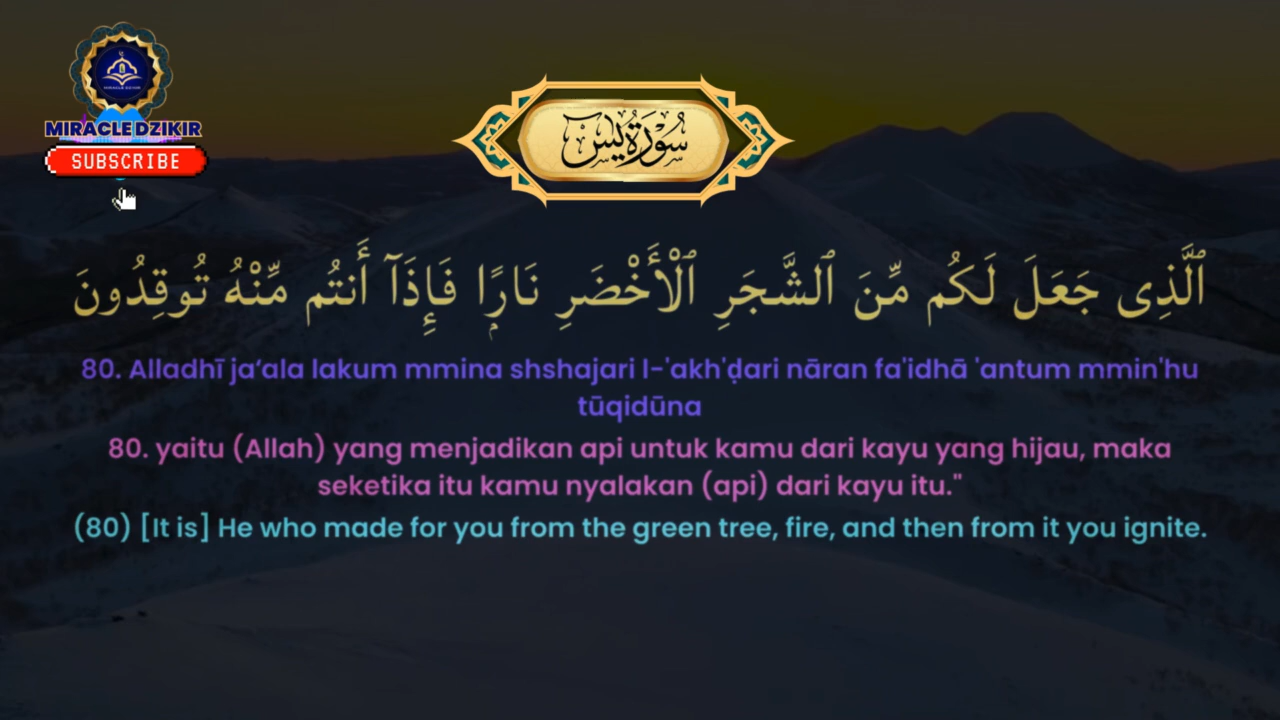 MIRACLE DZIKIR
MIRACLE DZIKIR
SUBSCRIBE
سُوْرَةُ يٰسٓ
ٱلَّذِى جَعَلَ لَكُم مِّنَ ٱلشَّجَرِ ٱلْأَخْضَرِ نَارًۭا فَإِذَآ أَنتُم مِّنْهُ تُوقِدُونَ
80. Alladhī ja‘ala lakum mmina shshajari l-'akh'ḍari nāran fa'idhā 'antum mmin'hu
tūqidūna
80. yaitu (Allah) yang menjadikan api untuk kamu dari kayu yang hijau, maka
seketika itu kamu nyalakan (api) dari kayu itu."
(80) [It is] He who made for you from the green tree, fire, and then from it you ignite.